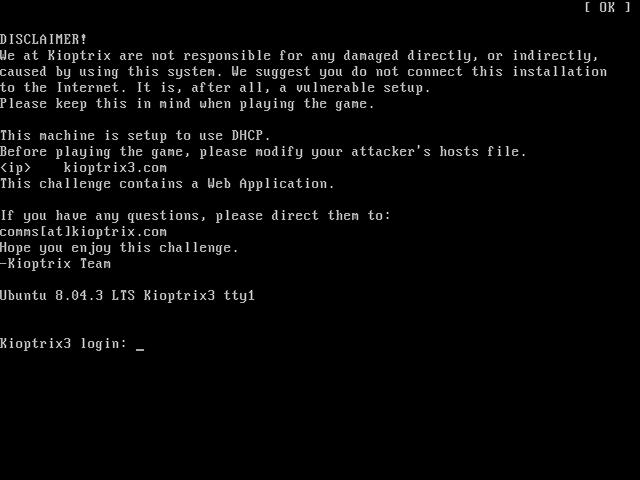 [ OK ]
DISCLAIMER!
We at Kioptrix are not responsible for any damaged directly, or indirectly,
caused by using this system. We suggest you do not connect this installation
to the Internet. It is, after all, a vulnerable setup.
Please keep this in mind when playing the game.
This machine is setup to use DHCP.
Before playing the game, please modify your attacker's hosts file.
<ip>    kioptrix3.com
This challenge contains a Web Application.
If you have any questions, please direct them to:
comms[at]kioptrix.com
Hope you enjoy this challenge.
-Kioptrix Team
Ubuntu 8.04.3 LTS Kioptrix3 tty1
Kioptrix3 login: _